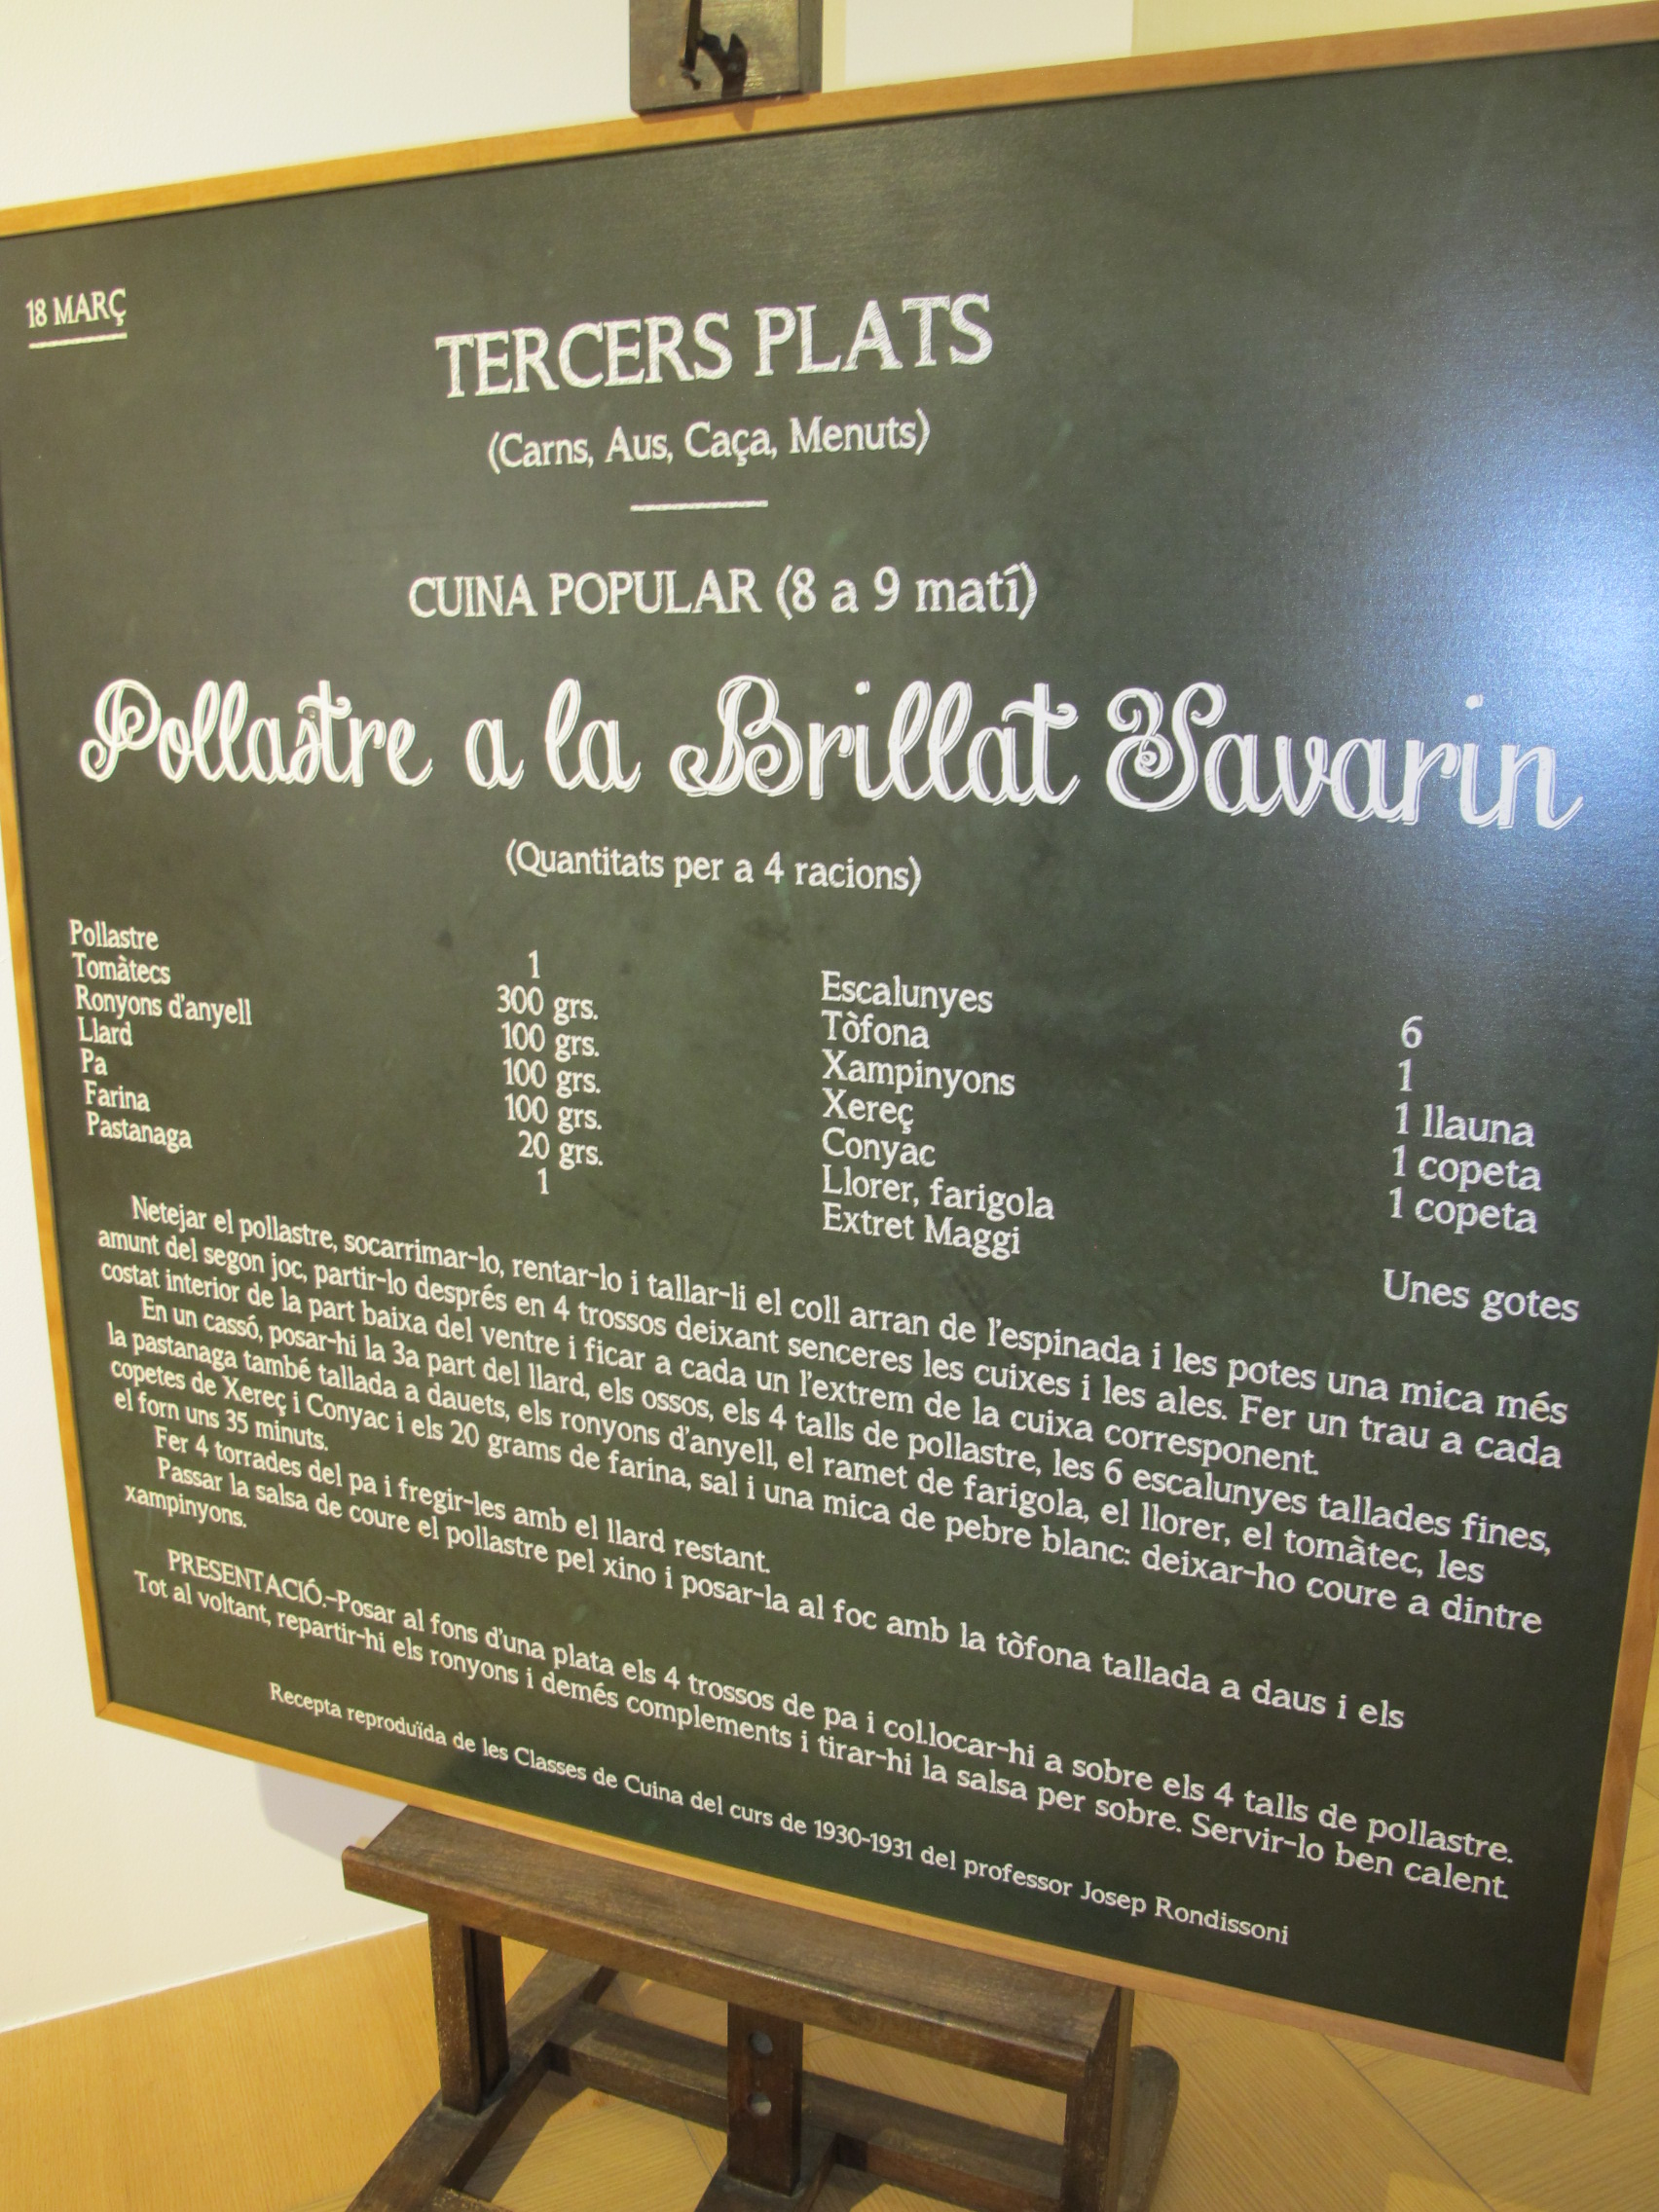 18 MARÇ
TERCERS PLATS
(Carns, Aus, Caça, Menuts)
CUINA POPULAR (8 a 9 matí)
Pollastre a la Brillat Savarin
(Quantitats per a 4 racions)
Pollastre 1
Tomàtecs 300 grs.
Ronyons d'anyell 100 grs.
Llard 100 grs.
Pa 100 grs.
Farina 20 grs.
Pastanaga 1
Escalunyes 6
Tòfona 1
Xampinyons 1 llauna
Xereç 1 copeta
Conyac 1 copeta
Llorer, farigola
Extret Maggi Unes gotes
Netejar el pollastre, socarrimar-lo, rentar-lo i tallar-li el coll arran de l'espinada i les potes una mica més
amunt del segon joc, partir-lo després en 4 trossos deixant senceres les cuixes i les ales. Fer un trau a cada
costat interior de la part baixa del ventre i ficar a cada un l'extrem de la cuixa corresponent.
En un cassó, posar-hi la 3a part del llard, els ossos, els 4 talls de pollastre, les 6 escalunyes tallades fines,
la pastanaga també tallada a dauets, els ronyons d'anyell, el ramet de farigola, el llorer, el tomàtec, les
copetes de Xereç i Conyac i els 20 grams de farina, sal i una mica de pebre blanc: deixar-ho coure a dintre
el forn uns 35 minuts.
Fer 4 torrades del pa i fregir-les amb el llard restant.
Passar la salsa de coure el pollastre pel xino i posar-la al foc amb la tòfona tallada a daus i els
xampinyons.
PRESENTACIÓ.-Posar al fons d'una plata els 4 trossos de pa i col.locar-hi a sobre els 4 talls de pollastre.
Tot al voltant, repartir-hi els ronyons i demés complements i tirar-hi la salsa per sobre. Servir-lo ben calent.
Recepta reproduïda de les Classes de Cuina del curs de 1930-1931 del professor Josep Rondissoni